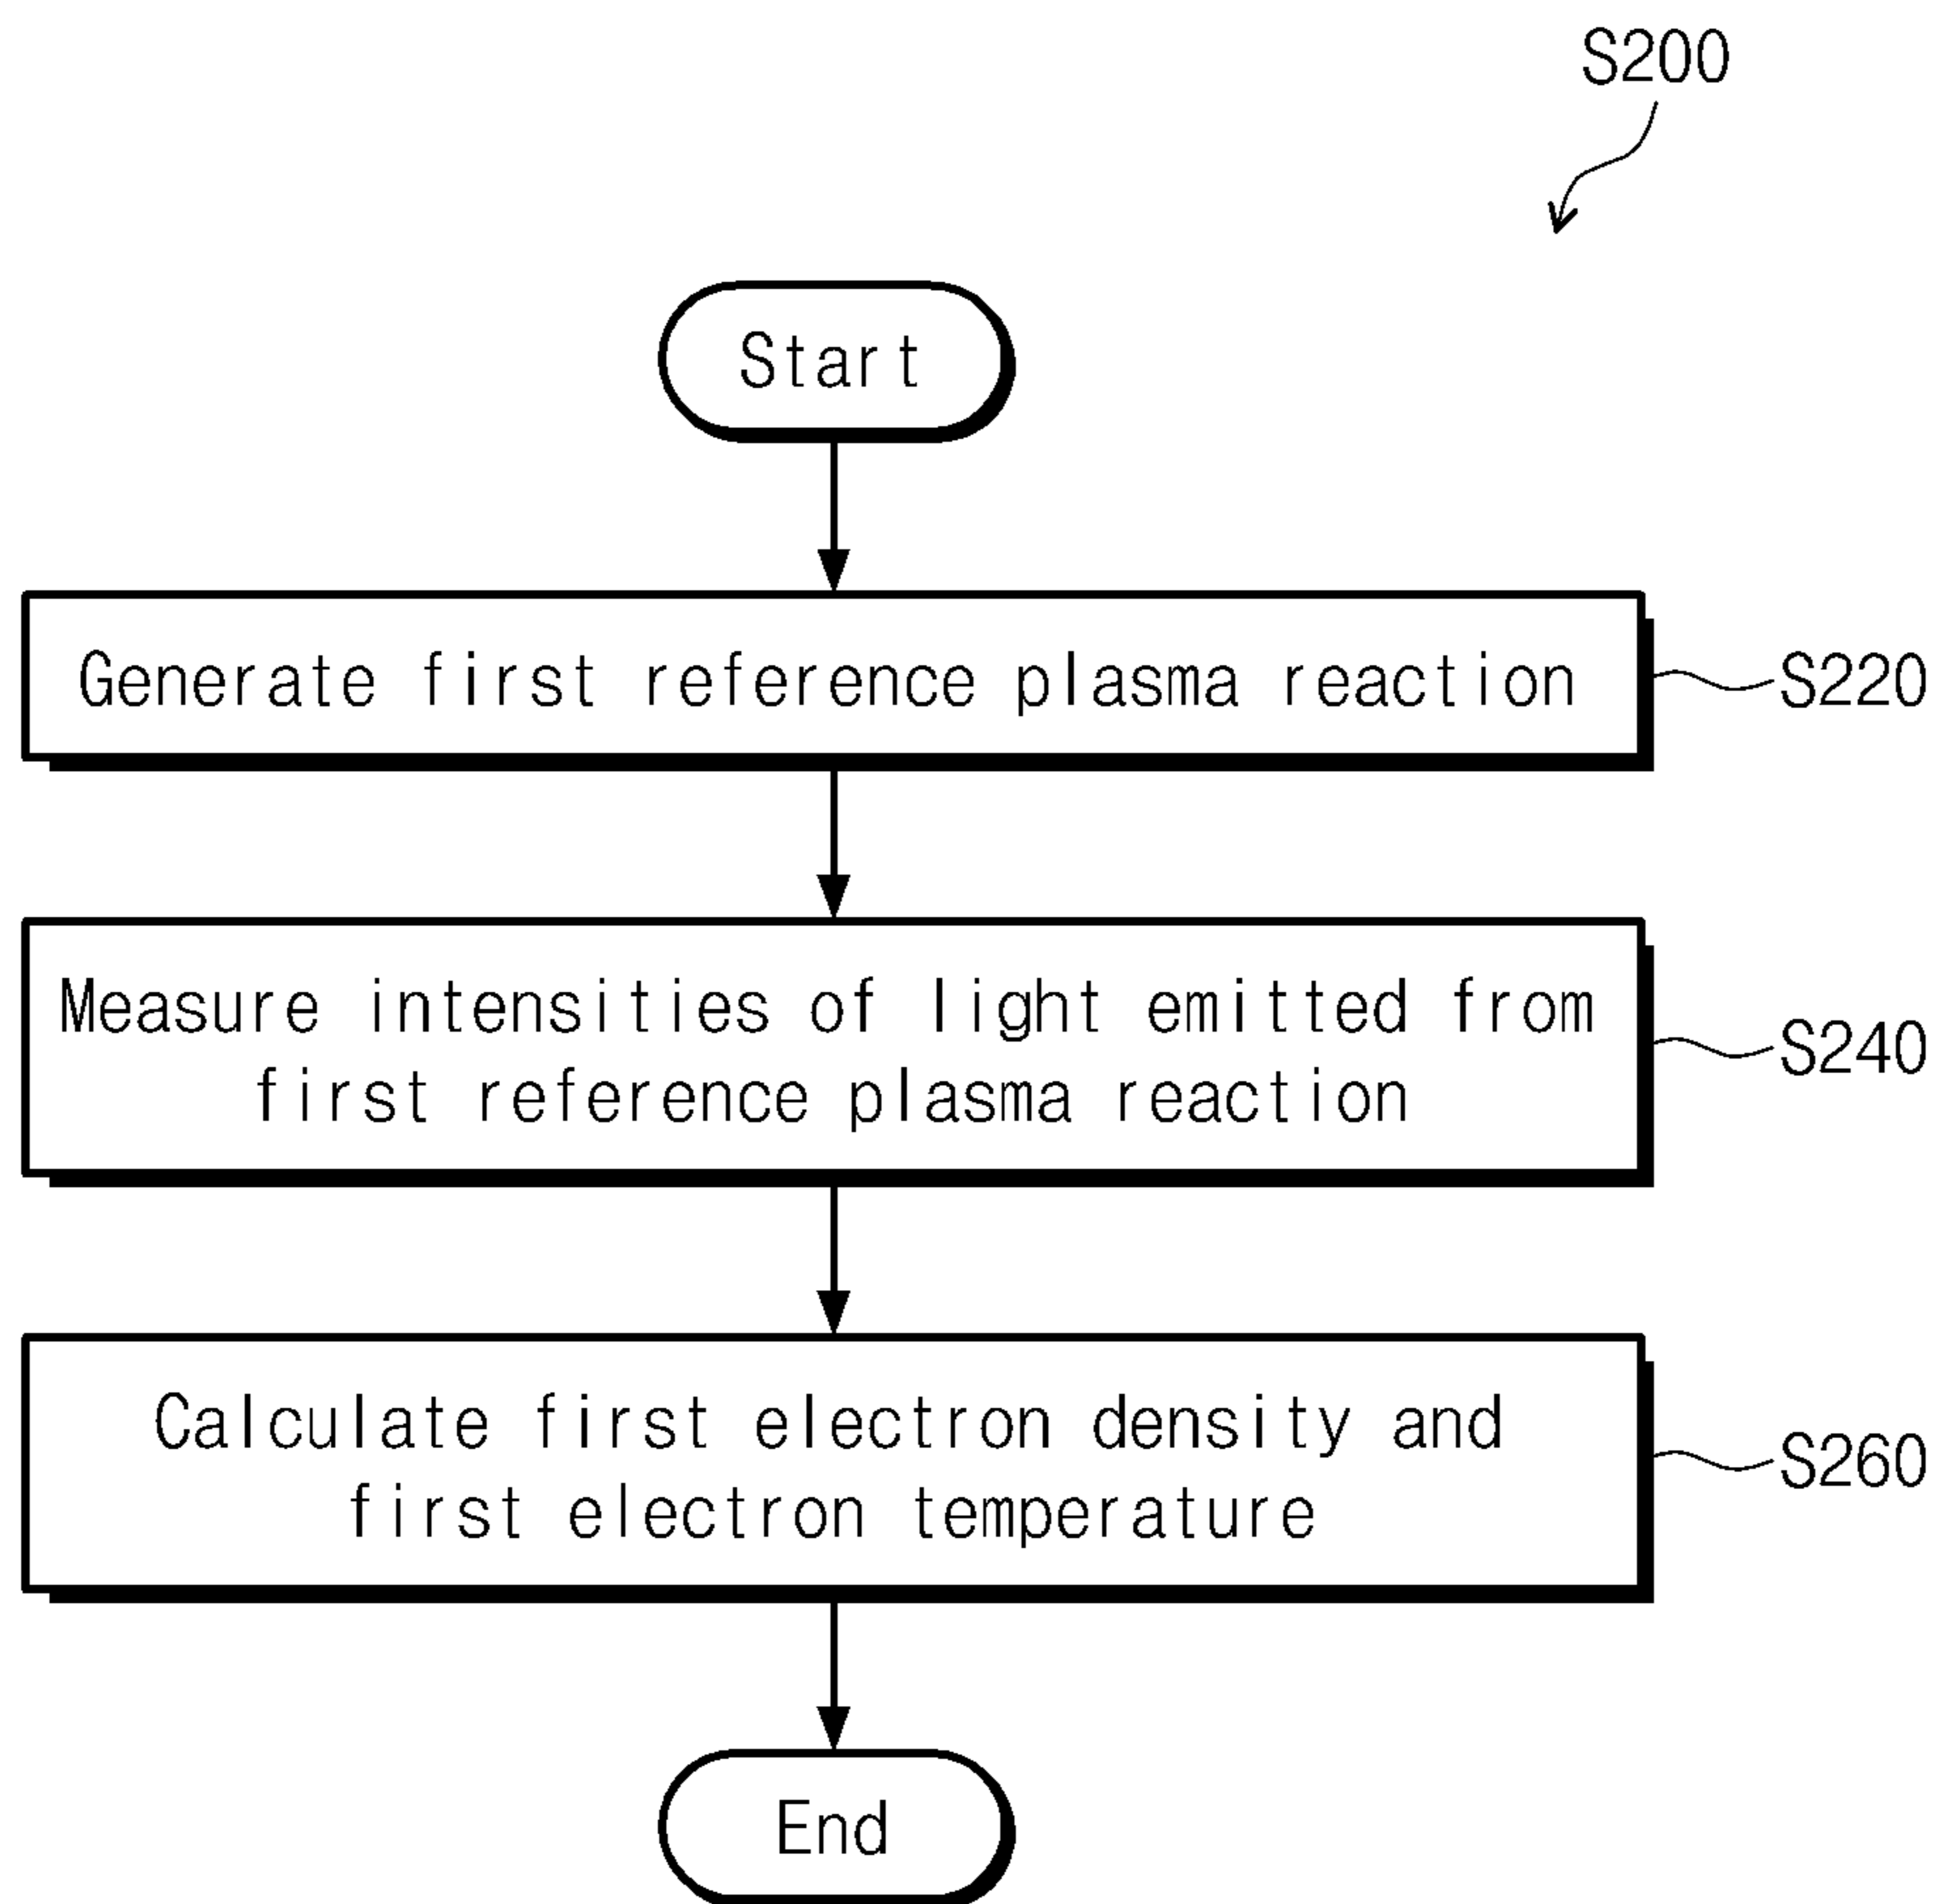 S200
Start
Generate first reference plasma reaction
S220
Measure intensities of light emitted from
first reference plasma reaction
S240
Calculate first electron density and
first electron temperature
S260
End